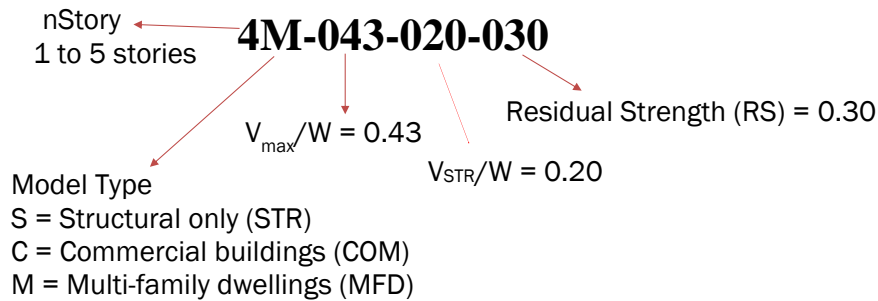 nStory
1 to 5 stories
4M-043-020-030
Residual Strength (RS) = 0.30
Vmax/W = 0.43
VSTR/W = 0.20
Model Type
S = Structural only (STR)
C = Commercial buildings (COM)
M = Multi-family dwellings (MFD)